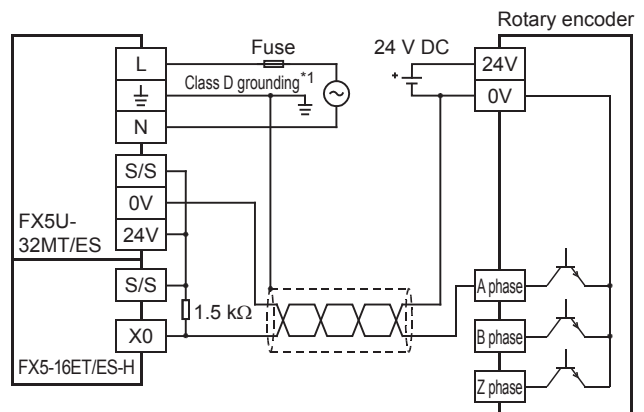 Rotary encoder
Fuse
24 V DC
L
Class D grounding*1
N
24V
0V
+
S/S
0V
24V
FX5U-
32MT/ES
S/S
1.5 kΩ
X0
FX5-16ET/ES-H
A phase
B phase
Z phase